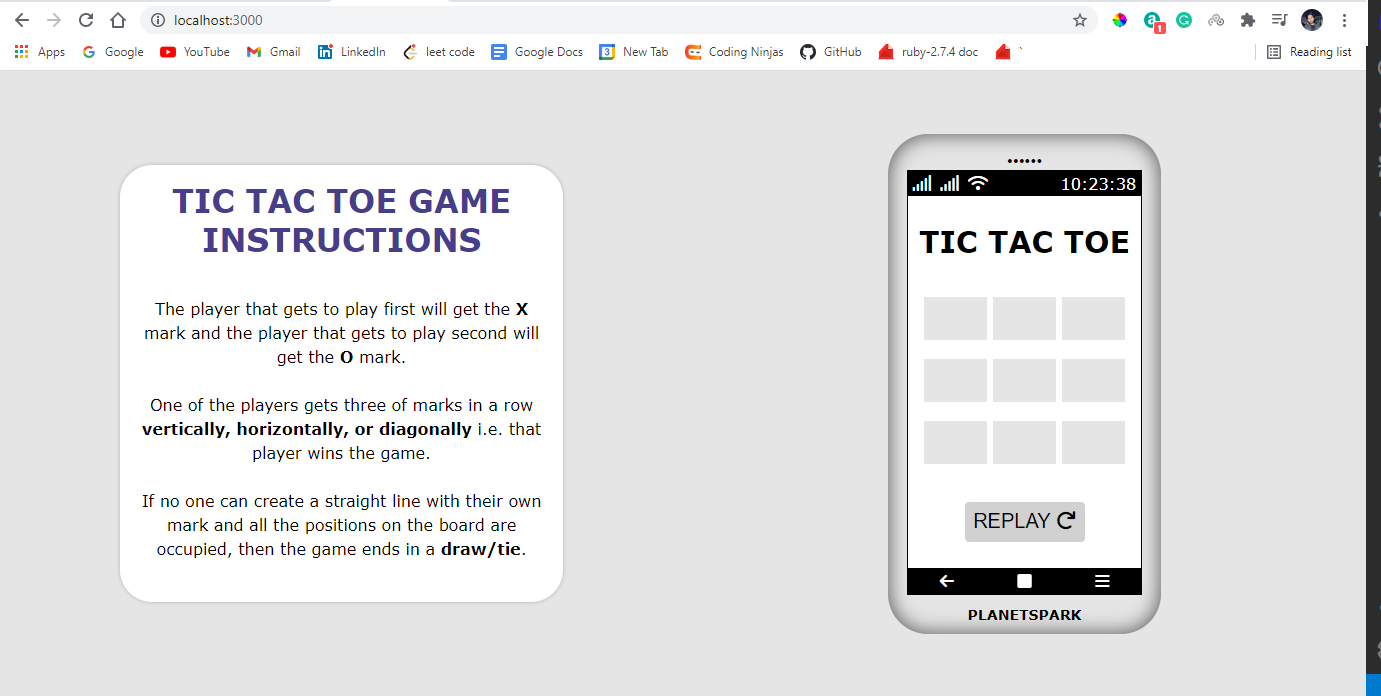 localhost:3000
1
Apps
Google
YouTube
Gmail
LinkedIn
leet code
Google Docs
3
New Tab
Coding Ninjas
GitHub
ruby-2.7.4 doc
`
Reading list
TIC TAC TOE GAME
INSTRUCTIONS
The player that gets to play first will get the X
mark and the player that gets to play second will
get the O mark.
One of the players gets three of marks in a row
vertically, horizontally, or diagonally i.e. that
player wins the game.
If no one can create a straight line with their own
mark and all the positions on the board are
occupied, then the game ends in a draw/tie.
10:23:38
TIC TAC TOE
REPLAY
PLANETSPARK